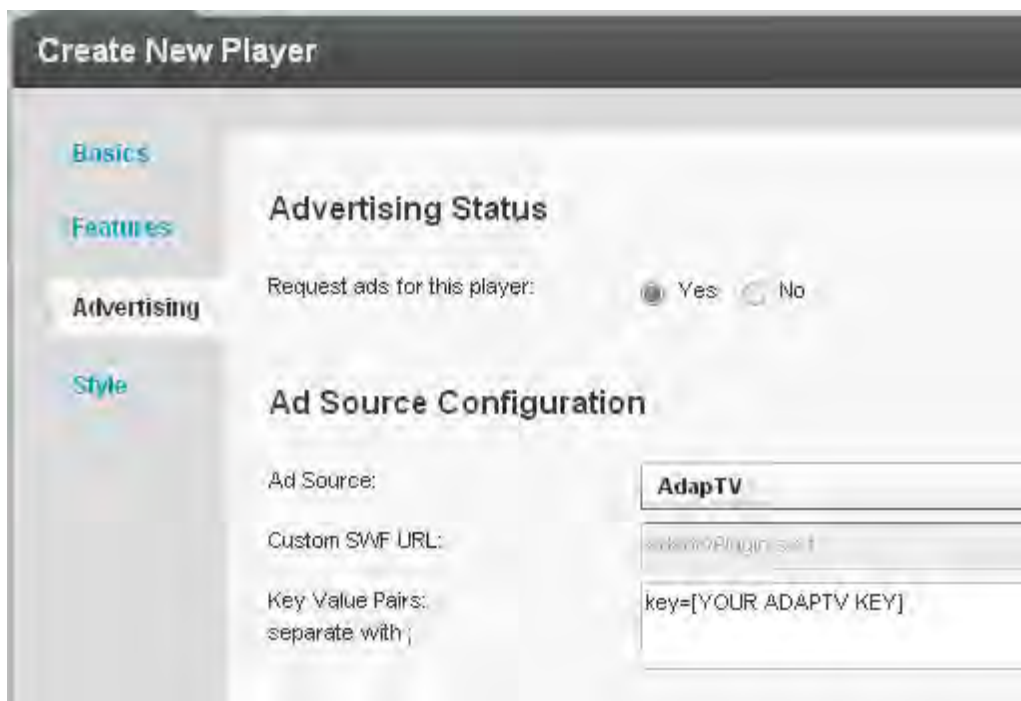 Create New Player
Basics
Features
Advertising
Style
Advertising Status
Request ads for this player:
Yes No
Ad Source Configuration
Ad Source:
AdapTV
Custom SWF URL:
Key Value Pairs:
separate with ;
key=[YOUR ADAPTV KEY]